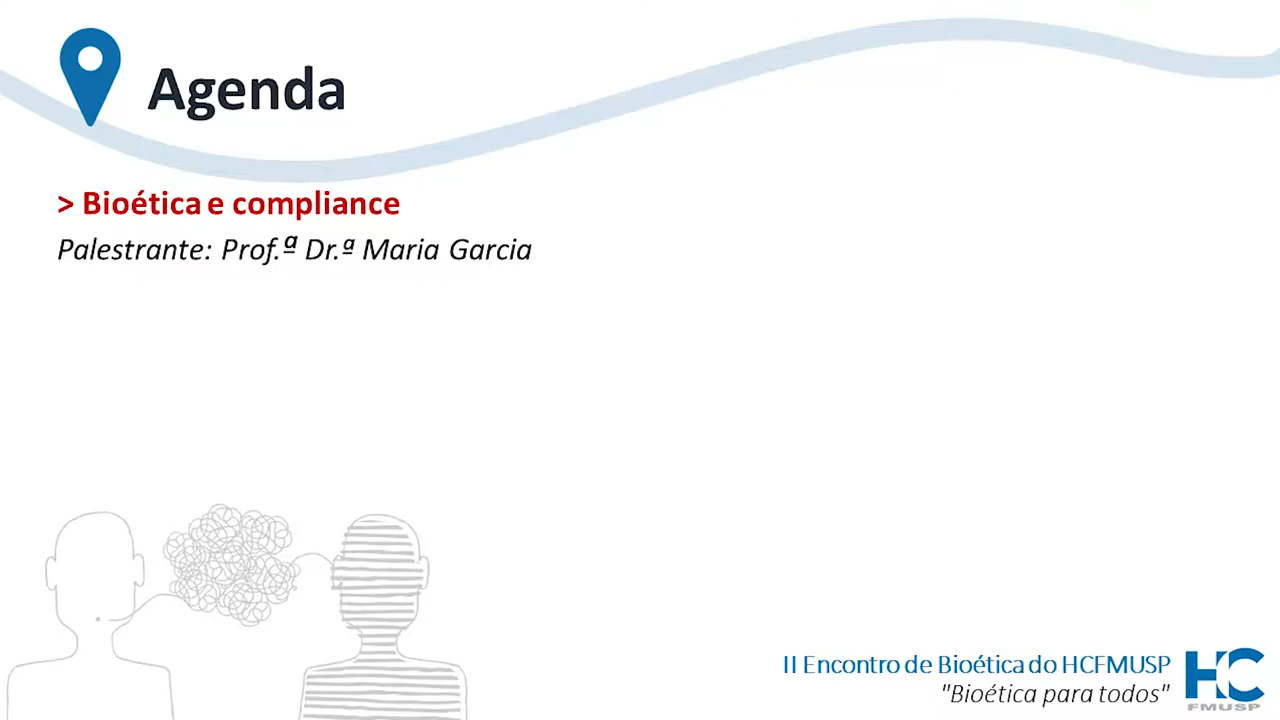 Agenda
> Bioética e compliance
Palestrante: Prof.ª Dr.ª Maria Garcia
II Encontro de Bioética do HCFMUSP
"Bioética para todos"
HC
FMUSP